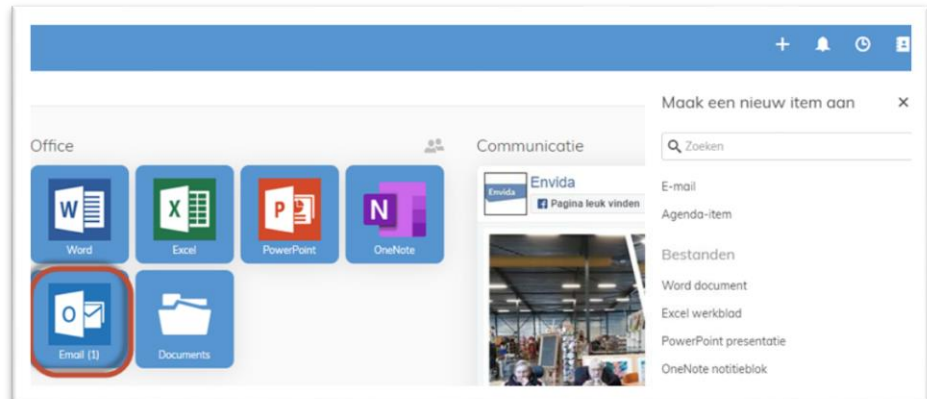 Maak een nieuw item aan
Zoeken
E-mail
Agenda-item
Bestanden
Word document
Excel werkblad
PowerPoint presentatie
OneNote notitieblok
Office
Word
Excel
PowerPoint
OneNote
Email (1)
Documents
Communicatie
Envida
Envida
Pagina leuk vinden